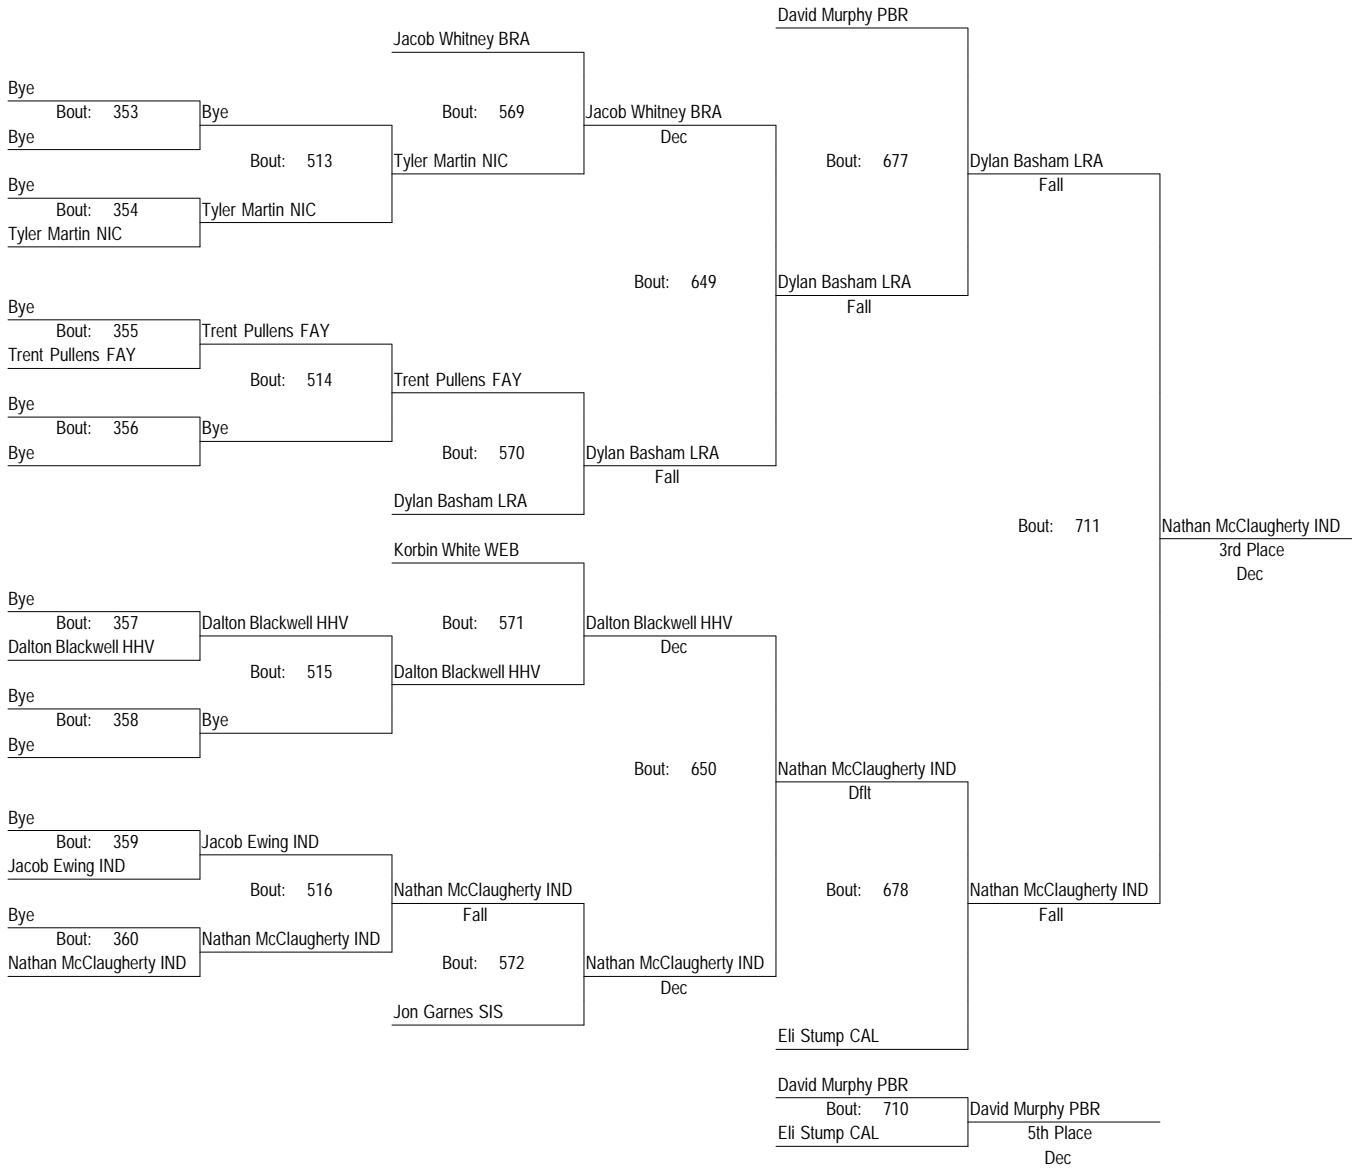 David Murphy PBR
Jacob Whitney BRA
Bye
Bout: 353
Bye
Bout: 569
Jacob Whitney BRA
Bye
Dec
Bout: 513
Tyler Martin NIC
Bout: 677
Dylan Basham LRA
Bye
Fall
Bout: 354
Tyler Martin NIC
Tyler Martin NIC
Bout: 649
Dylan Basham LRA
Bye
Fall
Bout: 355
Trent Pullens FAY
Trent Pullens FAY
Bout: 514
Trent Pullens FAY
Bye
Bout: 356
Bye
Bye
Bout: 570
Dylan Basham LRA
Fall
Dylan Basham LRA
Bout: 711
Nathan McClaugherty IND
3rd Place
Dec
Korbin White WEB
Bye
Bout: 357
Dalton Blackwell HHV
Bout: 571
Dalton Blackwell HHV
Dalton Blackwell HHV
Dec
Bout: 515
Dalton Blackwell HHV
Bye
Bout: 358
Bye
Bye
Bout: 650
Nathan McClaugherty IND
Dflt
Bye
Bout: 359
Jacob Ewing IND
Jacob Ewing IND
Bout: 516
Nathan McClaugherty IND
Bout: 678
Nathan McClaugherty IND
Fall
Fall
Bye
Bout: 360
Nathan McClaugherty IND
Nathan McClaugherty IND
Bout: 572
Nathan McClaugherty IND
Dec
Jon Garnes SIS
Eli Stump CAL
David Murphy PBR
Bout: 710
David Murphy PBR
Eli Stump CAL
5th Place
Dec